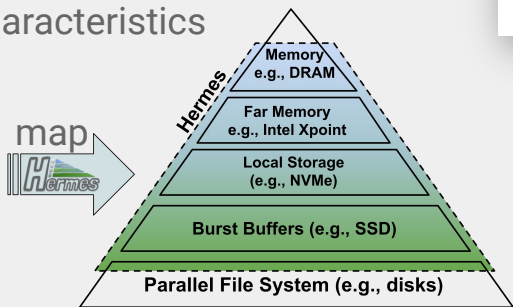 aracteristics
Memory
e.g., DRAM
Hermes
Far Memory
e.g., Intel Xpoint
map
Hermes
Local Storage
(e.g., NVMe)
Burst Buffers (e.g., SSD)
Parallel File System (e.g., disks)